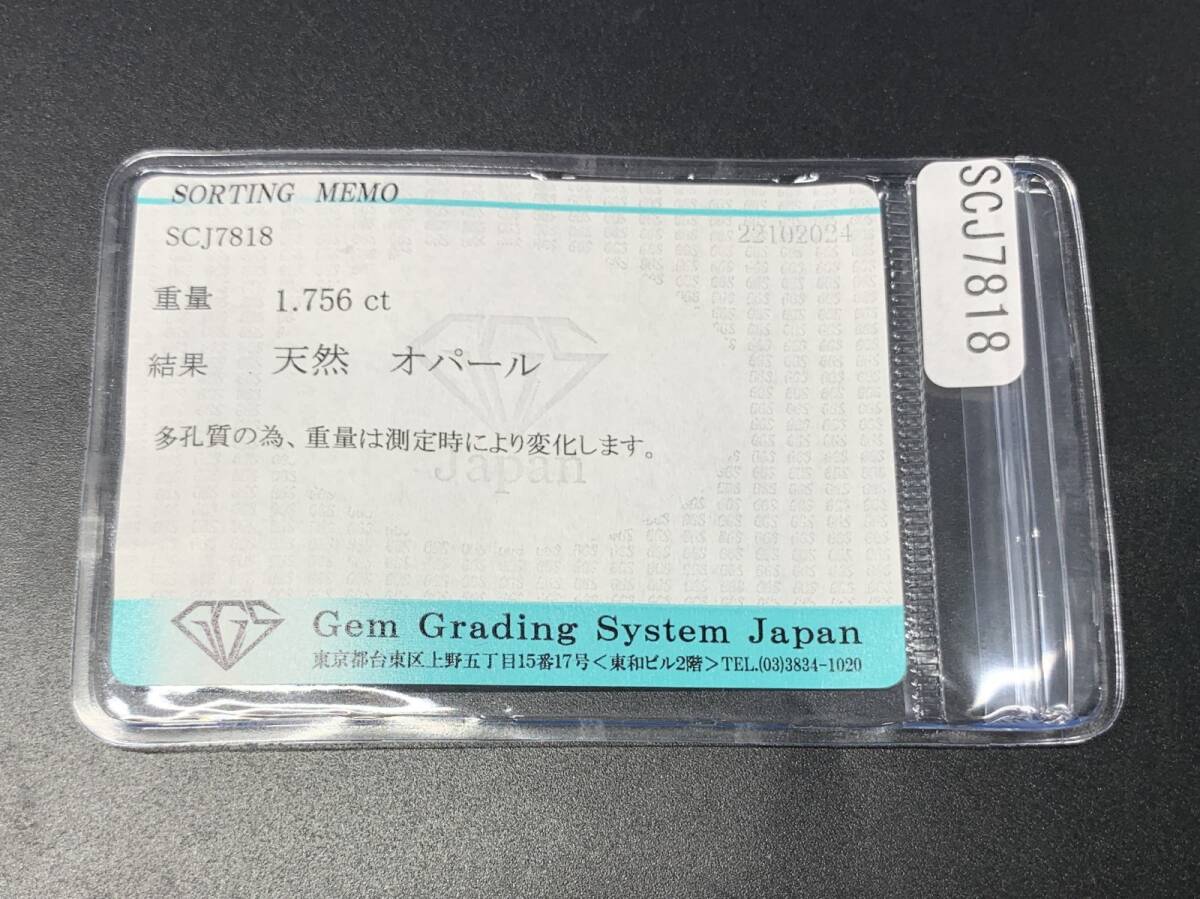 SORTING MEMO
SCJ7818 22102024
重量 1.756 ct
結果 天然 オパール
多孔質の為、重量は測定時により変化します。
Japan
GGS Gem Grading System Japan
東京都台東区上野五丁目15番17号<東和ビル2階>TEL.(03)3834-1020
SCJ7818